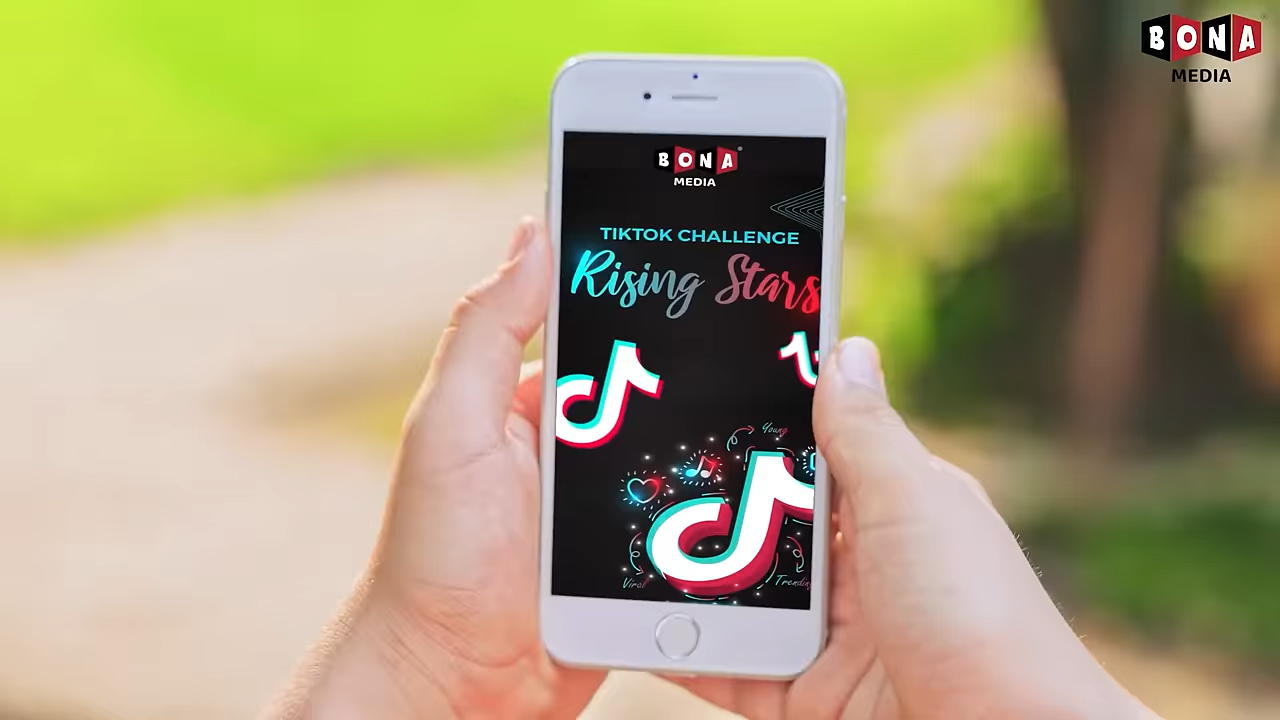 BONA
MEDIA
BONA
MEDIA
TIKTOK CHALLENGE
Rising Stars
Young
Viral
Trending